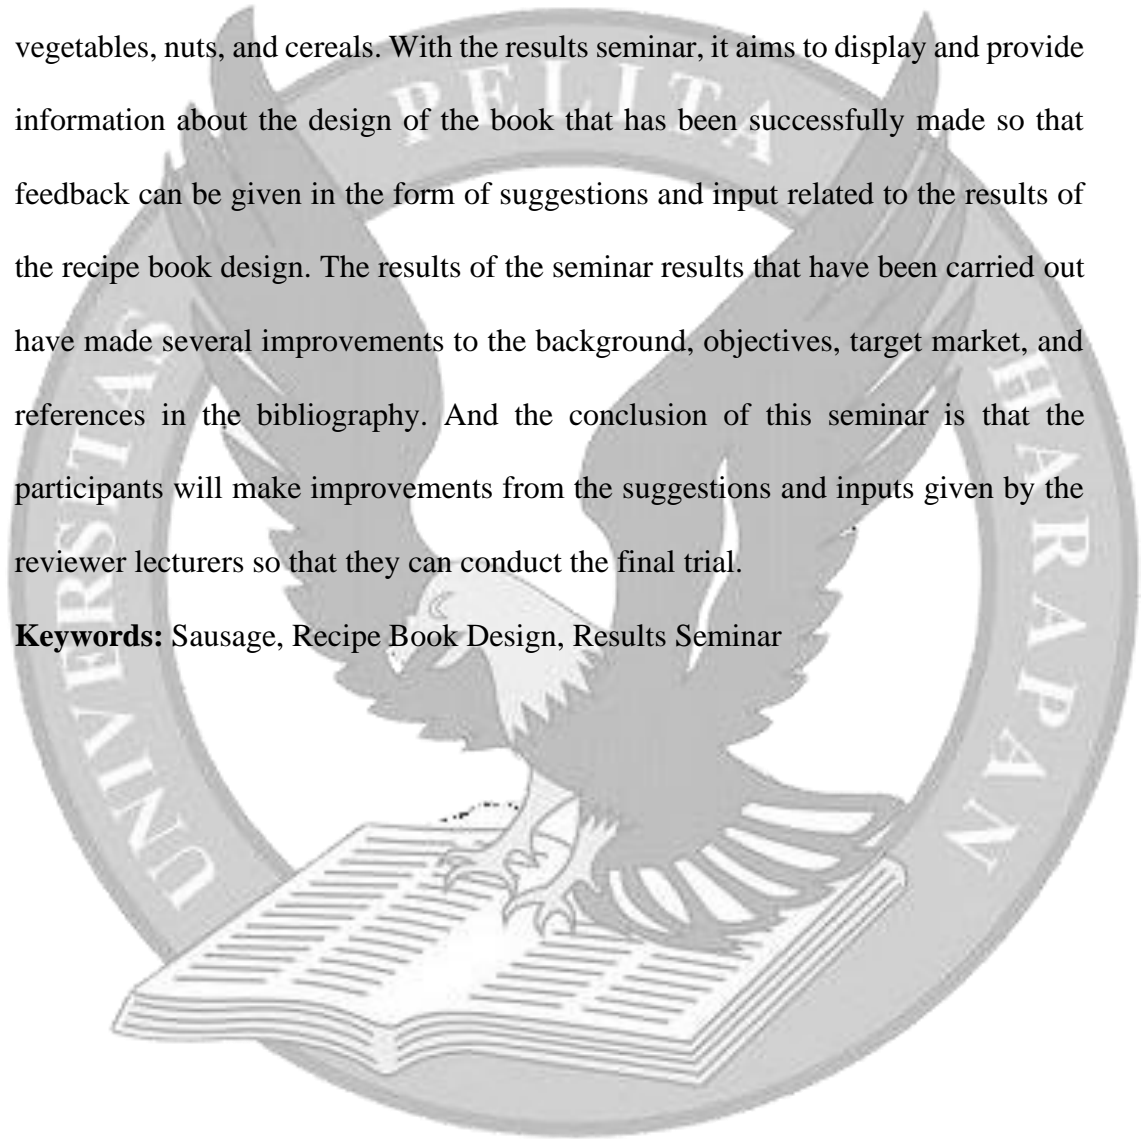 vegetables, nuts, and cereals. With the results seminar, it aims to display and provide
information about the design of the book that has been successfully made so that
feedback can be given in the form of suggestions and input related to the results of
the recipe book design. The results of the seminar results that have been carried out
have made several improvements to the background, objectives, target market, and
references in the bibliography. And the conclusion of this seminar is that the
participants will make improvements from the suggestions and inputs given by the
reviewer lecturers so that they can conduct the final trial.
Keywords: Sausage, Recipe Book Design, Results Seminar
UNIVERSITAS PELITA HARAPAN